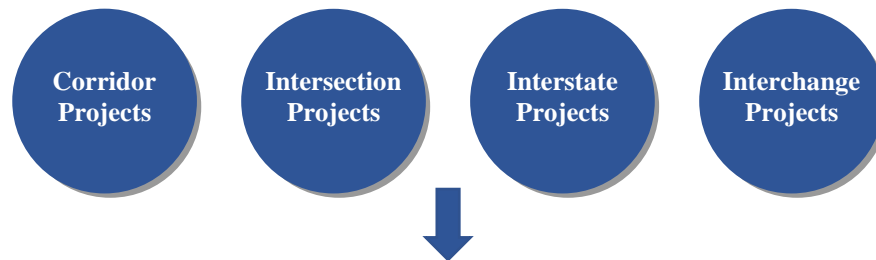 Corridor
Projects
Intersection
Projects
Interstate
Projects
Interchange
Projects